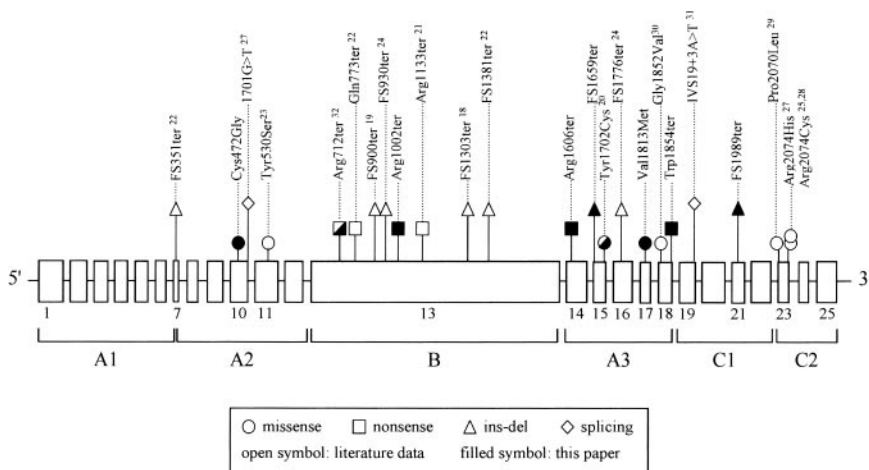 FS351ter 22
Cys472Gly
1701G>T 27
Tyr530Ser 23
Arg712ter 32
Gln773ter 22
FS900ter 19
FS930ter 24
Arg1002ter
Arg1133ter 21
FS1303ter 18
FS1381ter 22
Arg1606ter
FS1659ter
Tyr1702Cys 20
FS1776ter 24
Val1813Met
Gly1852Val 30
Trp1854ter
IVS19+3A>T 31
FS1989ter
Pro2070Leu 29
Arg2074His 27
Arg2074Cys 25,28
5' 3
1 7 10 11 13 14 15 16 17 18 19 21 23 25
A1 A2 B A3 C1 C2
missense nonsense ins-del splicing
open symbol: literature data filled symbol: this paper